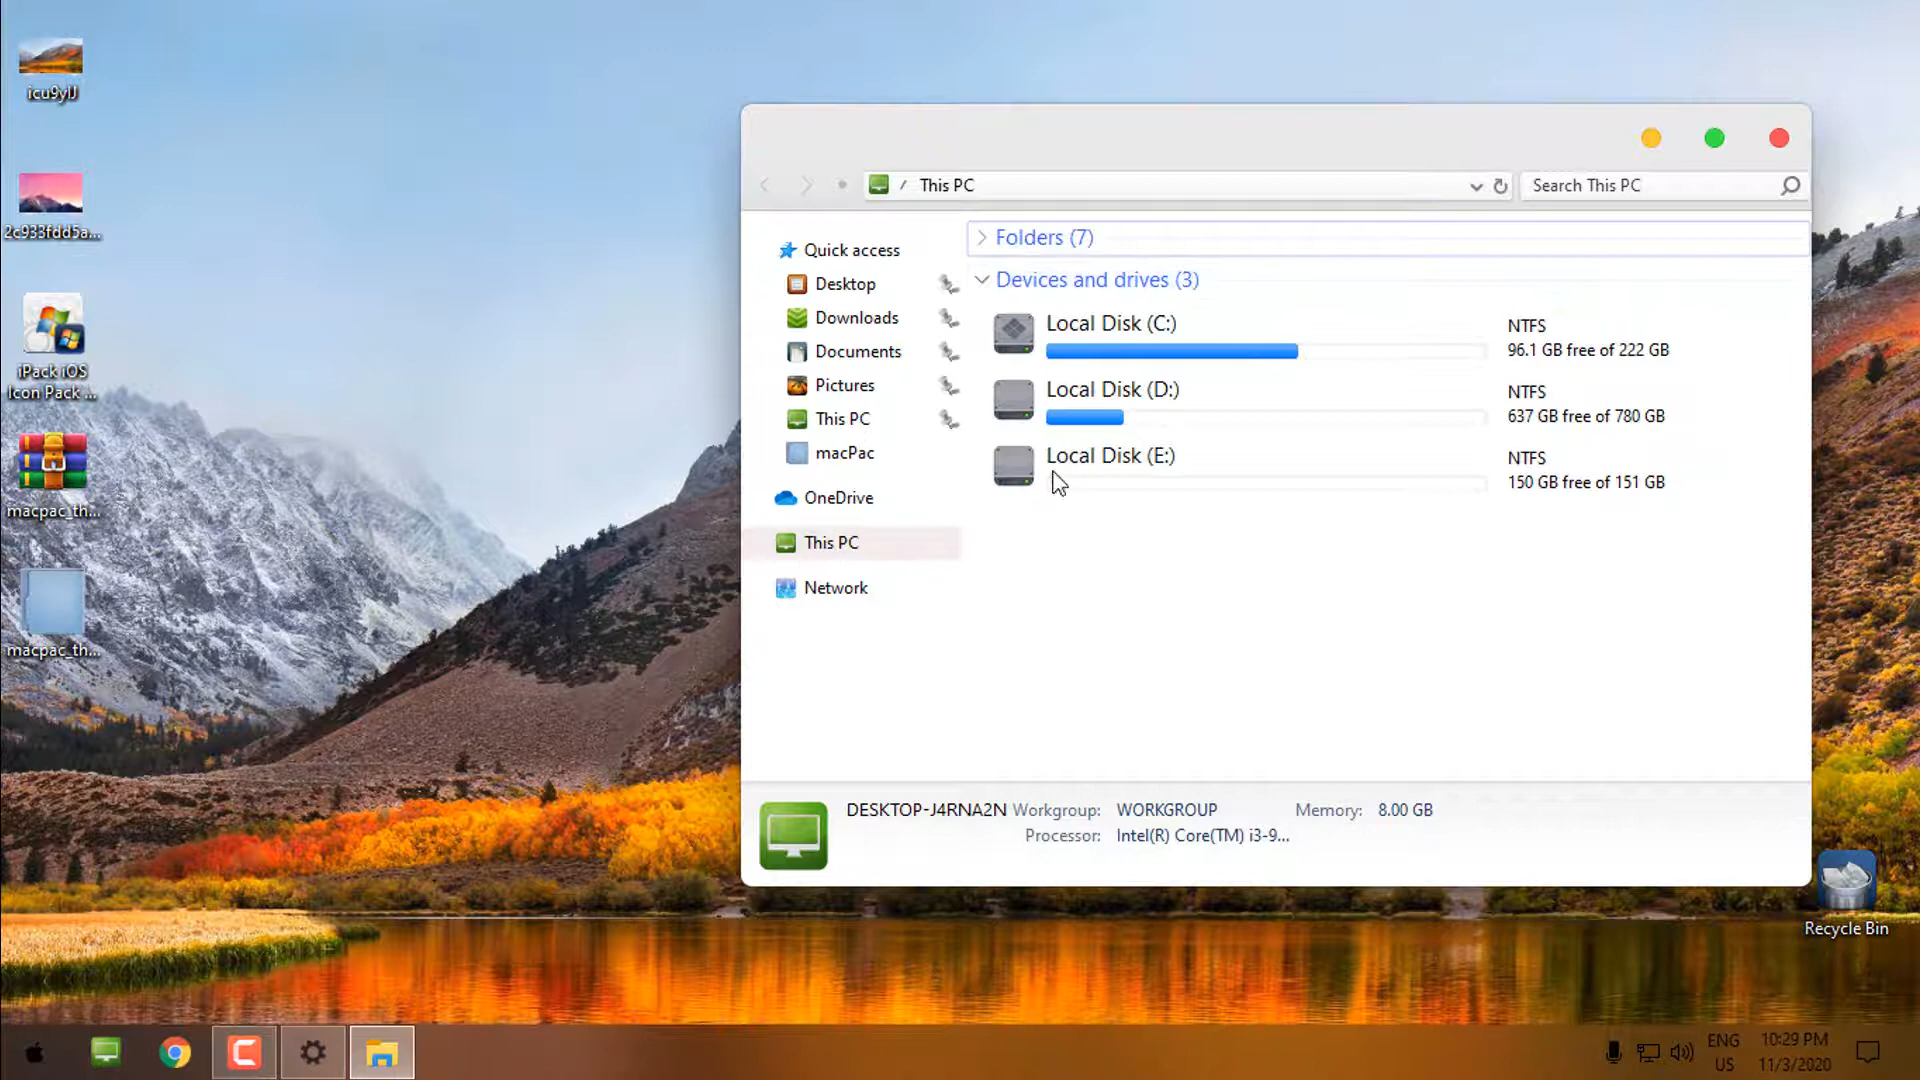 icu9yIJ
2c933fdd5a...
iPack iOS
Icon Pack ...
macpac_th...
macpac_th...
This PC
Search This PC
Quick access
Desktop
Downloads
Documents
Pictures
This PC
macPac
OneDrive
This PC
Network
Folders (7)
Devices and drives (3)
Local Disk (C:)
NTFS
96.1 GB free of 222 GB
Local Disk (D:)
NTFS
637 GB free of 780 GB
Local Disk (E:)
NTFS
150 GB free of 151 GB
DESKTOP-J4RNA2N Workgroup: WORKGROUP Memory: 8.00 GB
Processor: Intel(R) Core(TM) i3-9...
Recycle Bin
ENG
US
10:29 PM
11/3/2020